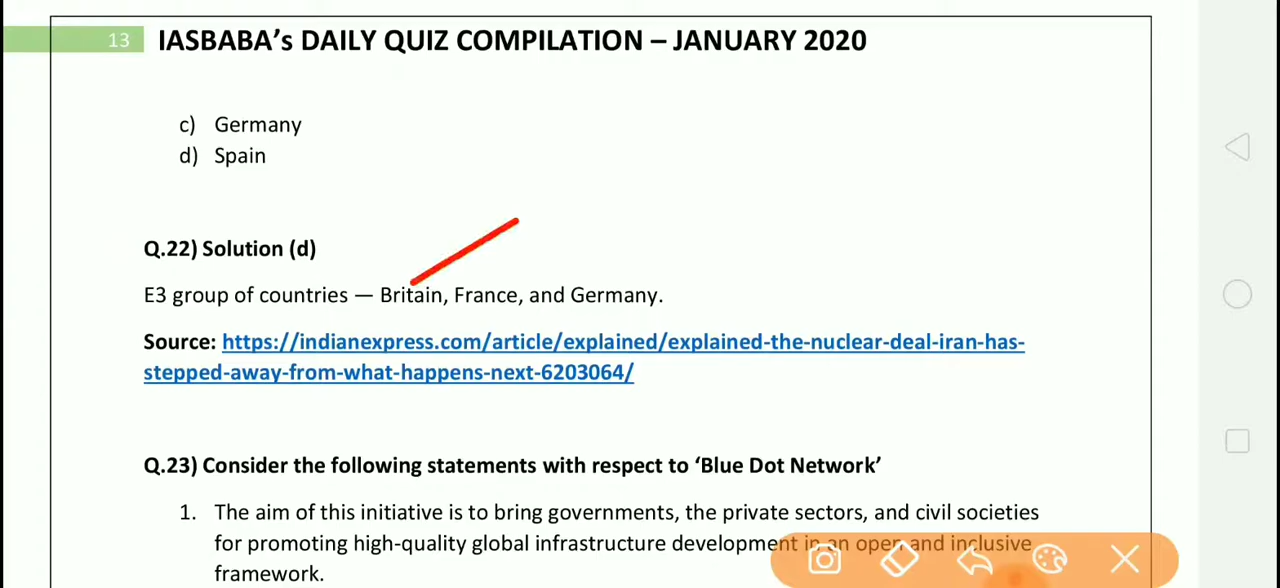 13 IASBABA's DAILY QUIZ COMPILATION – JANUARY 2020
c) Germany
d) Spain
Q.22) Solution (d)
E3 group of countries — Britain, France, and Germany.
Source: https://indianexpress.com/article/explained/explained-the-nuclear-deal-iran-has-
stepped-away-from-what-happens-next-6203064/
Q.23) Consider the following statements with respect to ‘Blue Dot Network’
1. The aim of this initiative is to bring governments, the private sectors, and civil societies
for promoting high-quality global infrastructure development in an open and inclusive
framework.